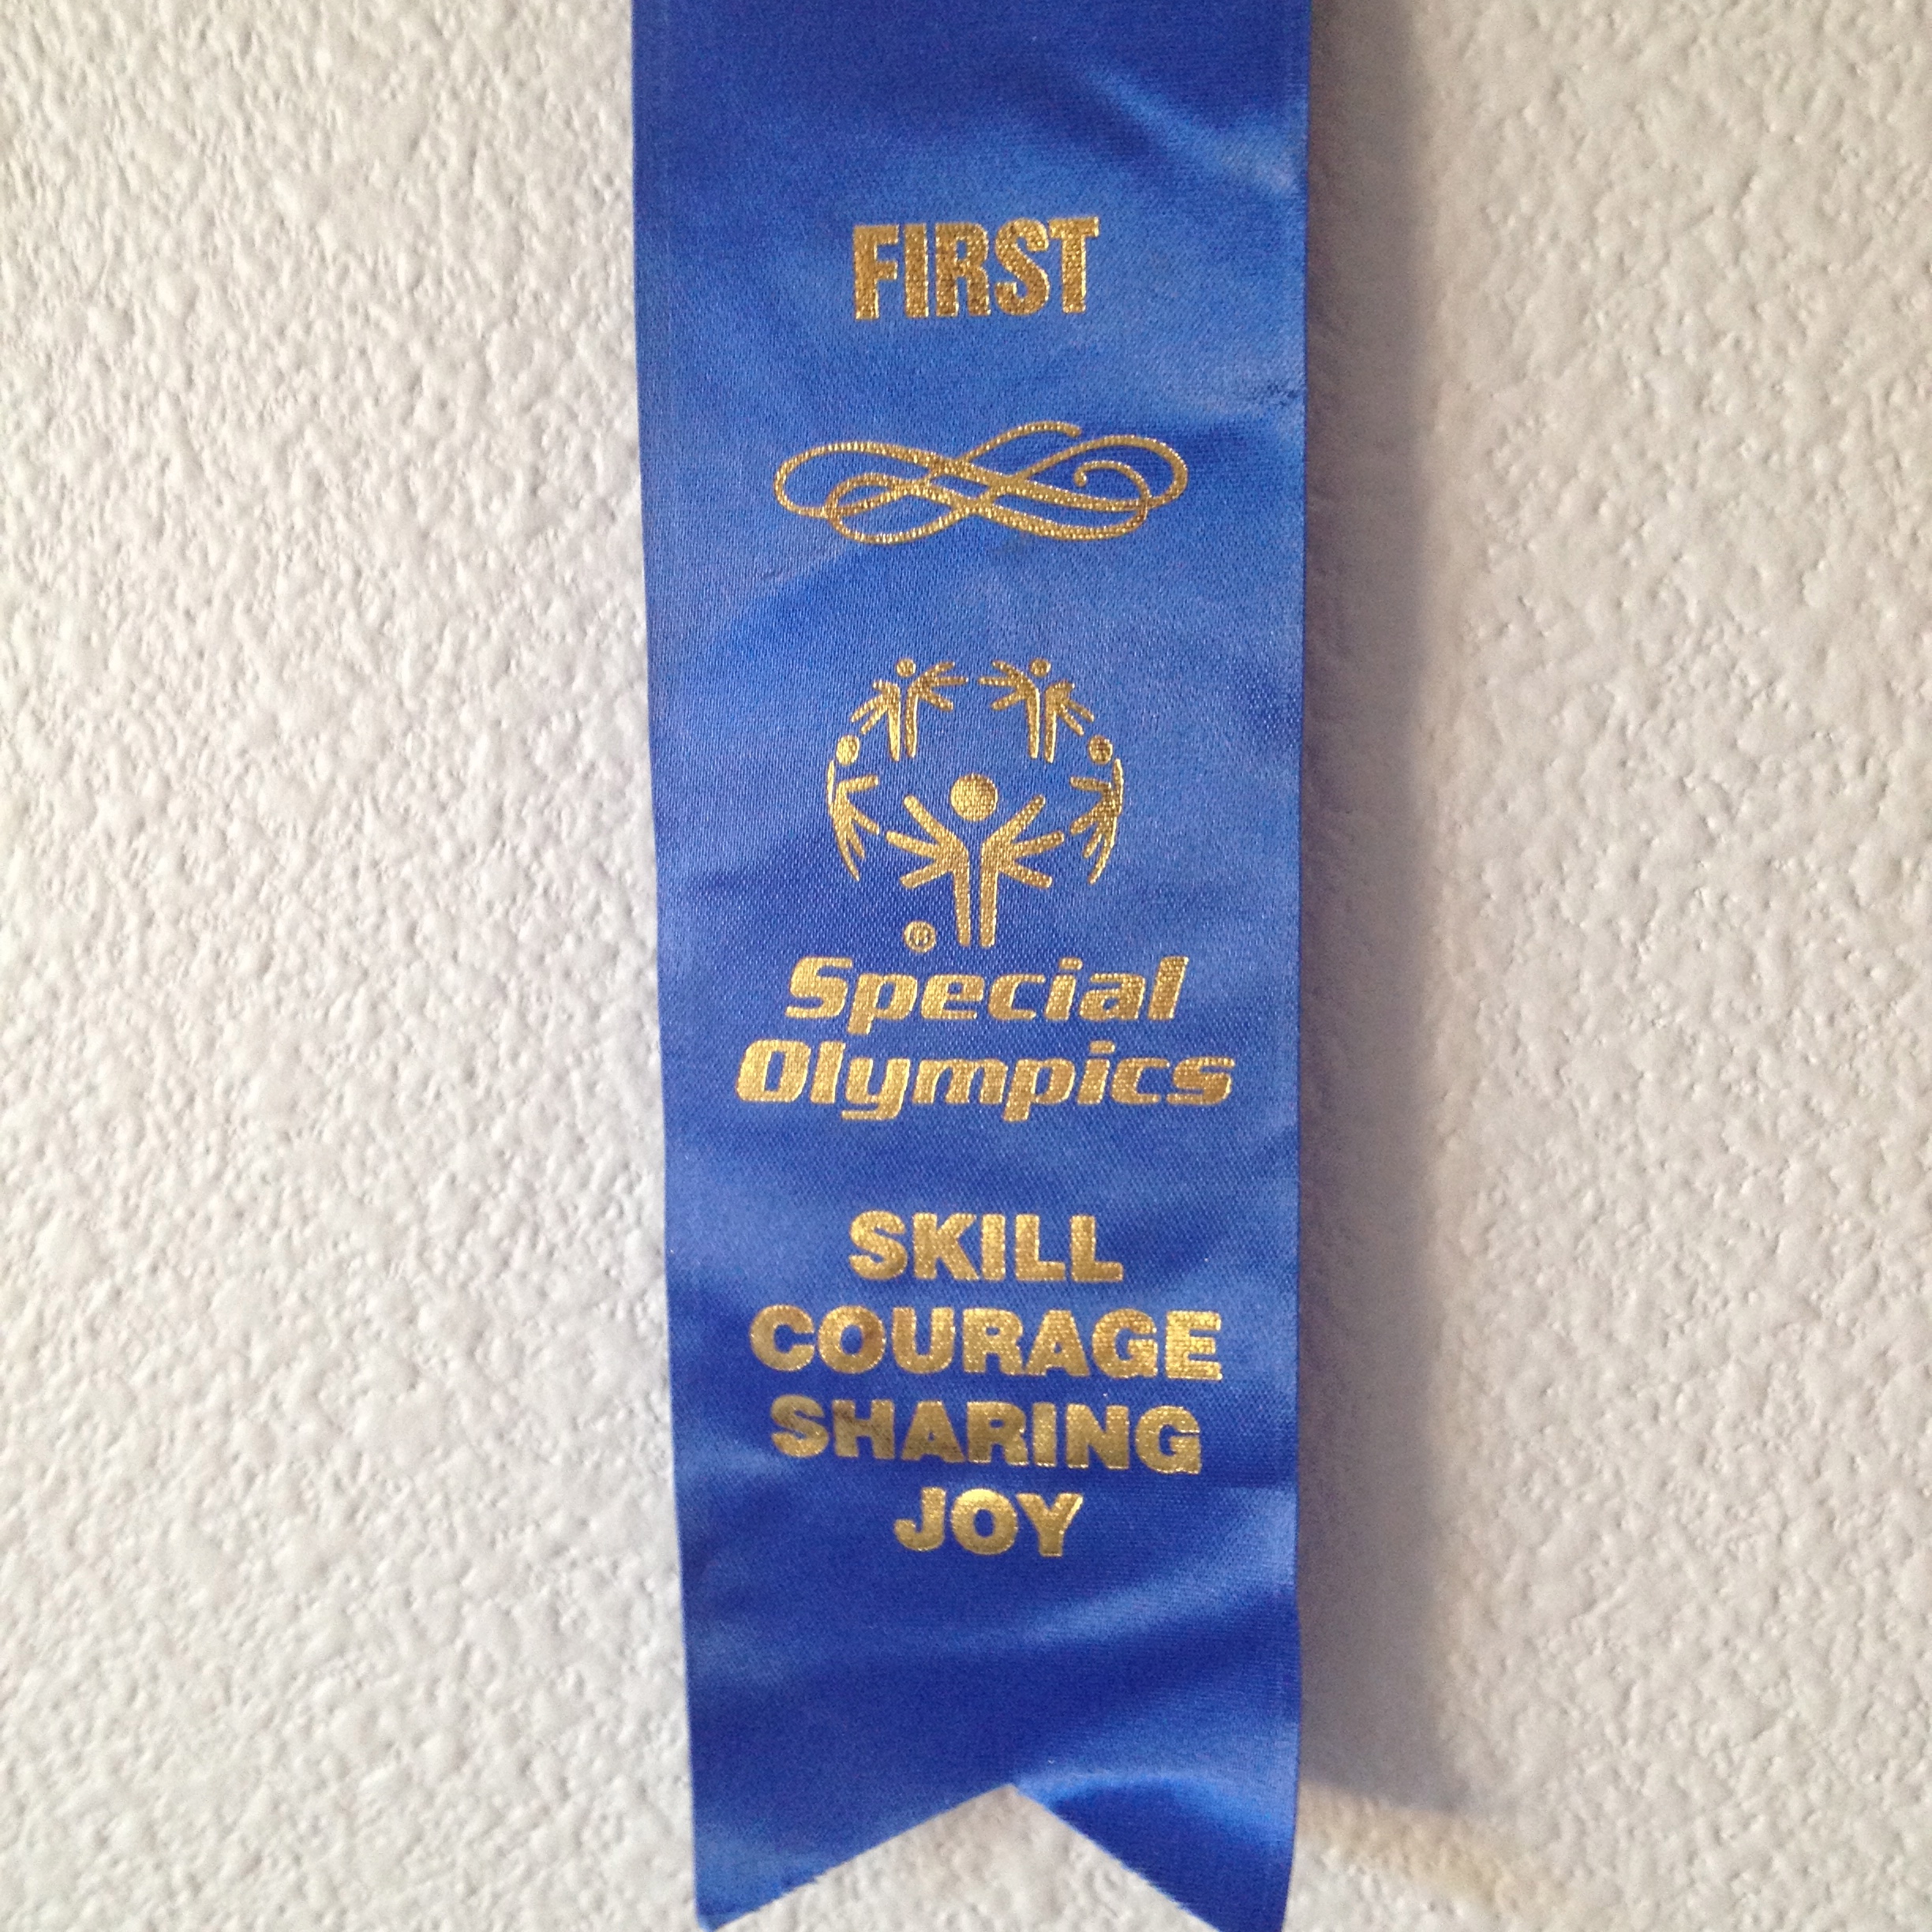 FIRST
®
Special
Olympics
SKILL
COURAGE
SHARING
JOY